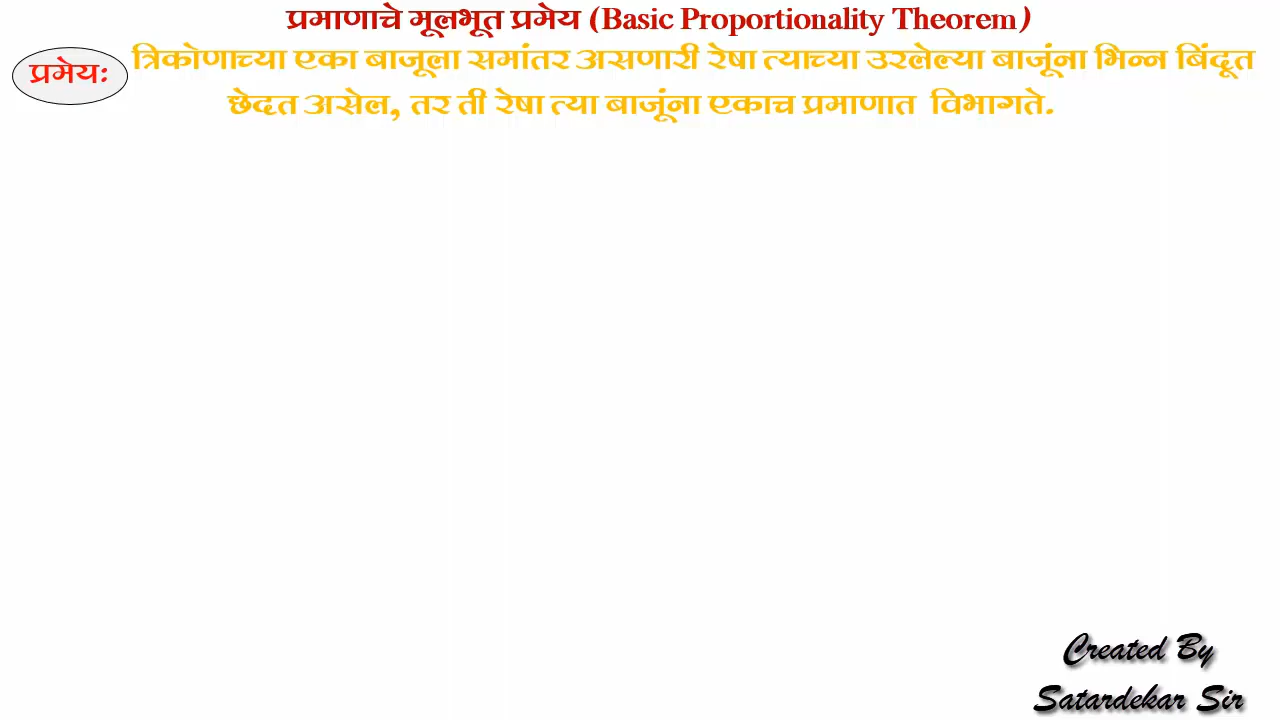 प्रमाणाचे मूलभूत प्रमेय (Basic Proportionality Theorem)
प्रमेय: त्रिकोणाच्या एका बाजूला समांतर असणारी रेषा त्याच्या उरलेल्या बाजूंना भिन्न बिंदूत
छेदत असेल, तर ती रेषा त्या बाजूंना एकाच प्रमाणात विभागते.
Created By
Satardekar Sir